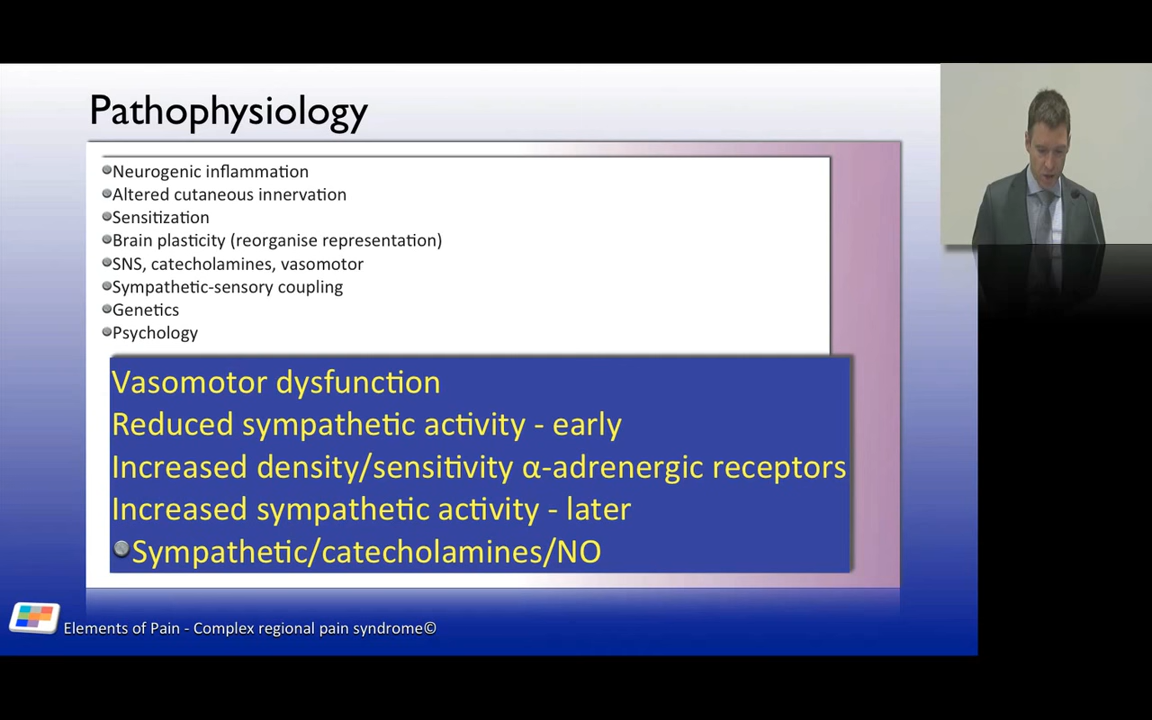 Pathophysiology
Neurogenic inflammation
Altered cutaneous innervation
Sensitization
Brain plasticity (reorganise representation)
SNS, catecholamines, vasomotor
Sympathetic-sensory coupling
Genetics
Psychology
Vasomotor dysfunction
Reduced sympathetic activity - early
Increased density/sensitivity α-adrenergic receptors
Increased sympathetic activity - later
Sympathetic/catecholamines/NO
Elements of Pain - Complex regional pain syndrome©